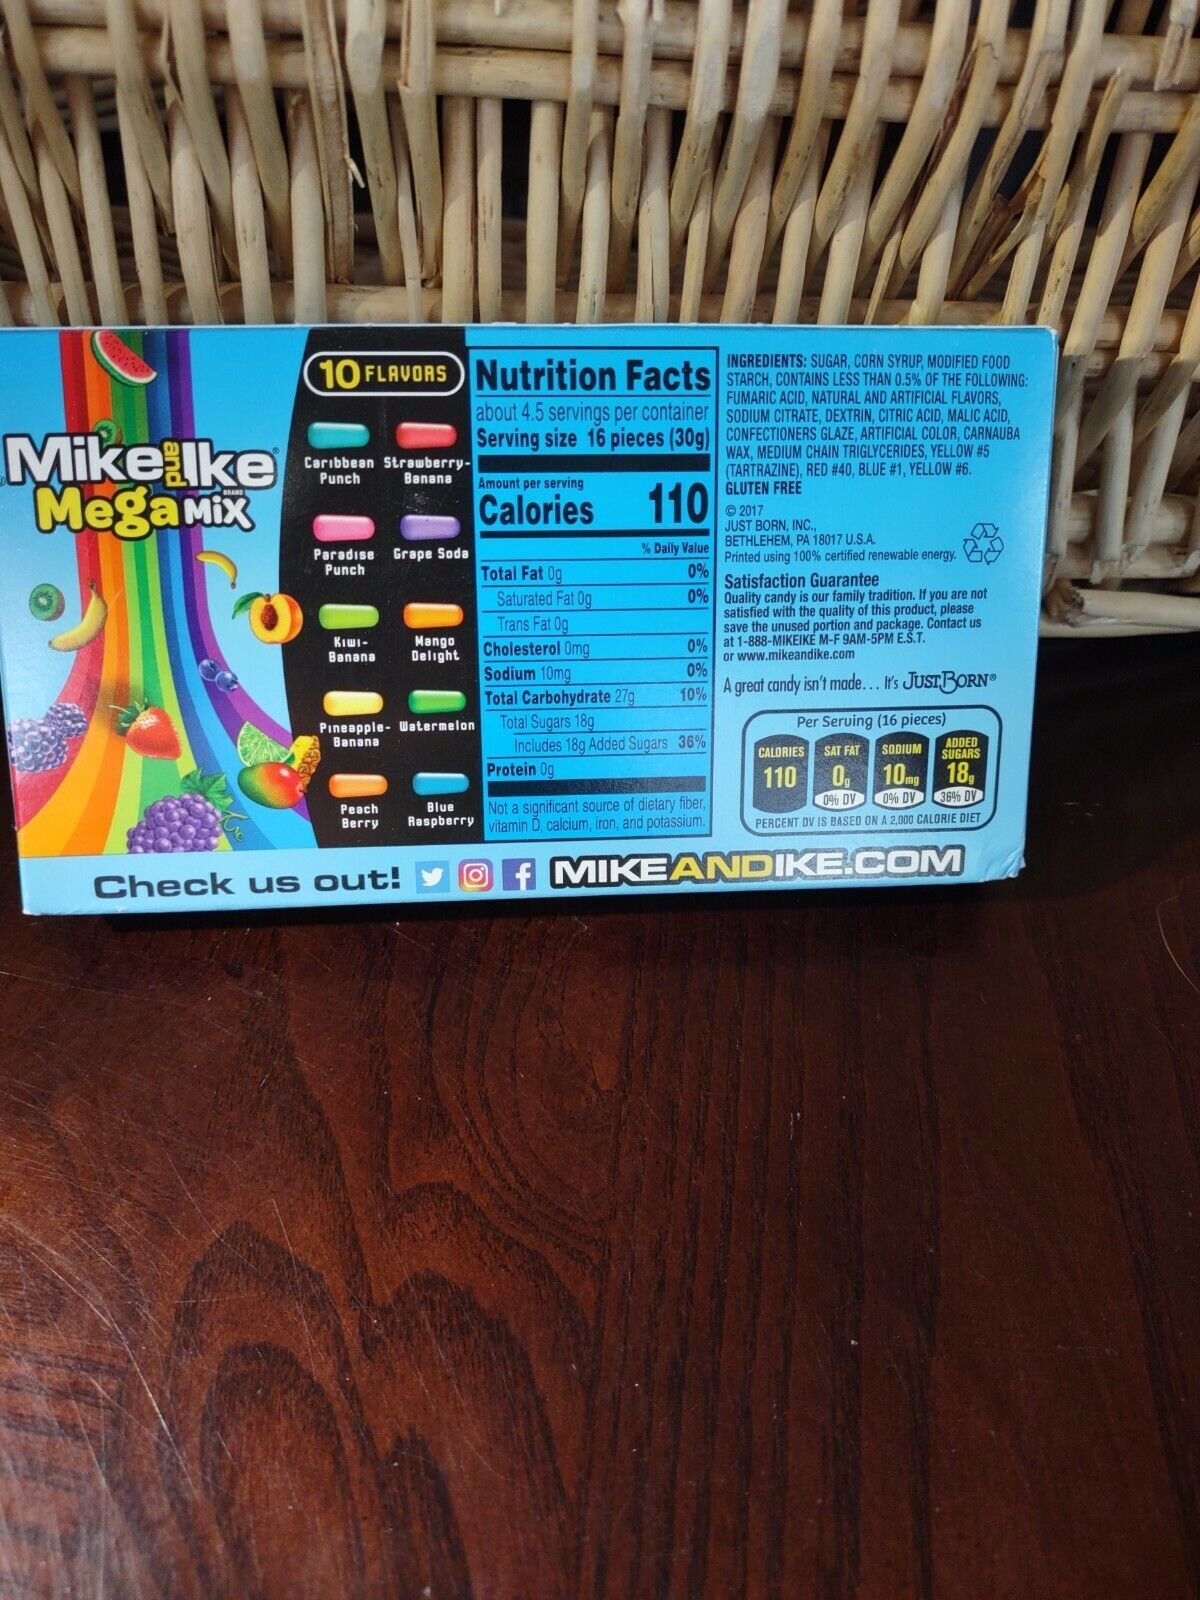 Mike and Ike
BRAND
Mega Mix
10 FLAVORS
Caribbean Punch
Strawberry-Banana
Paradise Punch
Grape Soda
Kiwi-Banana
Mango Delight
Pineapple-Banana
Watermelon
Peach Berry
Blue Raspberry
Nutrition Facts
about 4.5 servings per container
Serving size 16 pieces (30g)
Amount per serving
Calories 110
% Daily Value
Total Fat 0g 0%
Saturated Fat 0g 0%
Trans Fat 0g
Cholesterol 0mg 0%
Sodium 10mg 0%
Total Carbohydrate 27g 10%
Total Sugars 18g
Includes 18g Added Sugars 36%
Protein 0g
Not a significant source of dietary fiber,
vitamin D, calcium, iron, and potassium.
INGREDIENTS: SUGAR, CORN SYRUP, MODIFIED FOOD
STARCH, CONTAINS LESS THAN 0.5% OF THE FOLLOWING:
FUMARIC ACID, NATURAL AND ARTIFICIAL FLAVORS,
SODIUM CITRATE, DEXTRIN, CITRIC ACID, MALIC ACID,
CONFECTIONERS GLAZE, ARTIFICIAL COLOR, CARNAUBA
WAX, MEDIUM CHAIN TRIGLYCERIDES, YELLOW #5
(TARTRAZINE), RED #40, BLUE #1, YELLOW #6.
GLUTEN FREE
© 2017
JUST BORN, INC.,
BETHLEHEM, PA 18017 U.S.A.
Printed using 100% certified renewable energy.
Satisfaction Guarantee
Quality candy is our family tradition. If you are not
satisfied with the quality of this product, please
save the unused portion and package. Contact us
at 1-888-MIKEIKE M-F 9AM-5PM E.S.T.
or www.mikeandike.com
A great candy isn't made... It's JUST BORN®
Per Serving (16 pieces)
CALORIES 110
SAT FAT 0g 0% DV
SODIUM 10mg 0% DV
ADDED SUGARS 18g 36% DV
PERCENT DV IS BASED ON A 2,000 CALORIE DIET
Check us out! MIKEANDIKE.COM